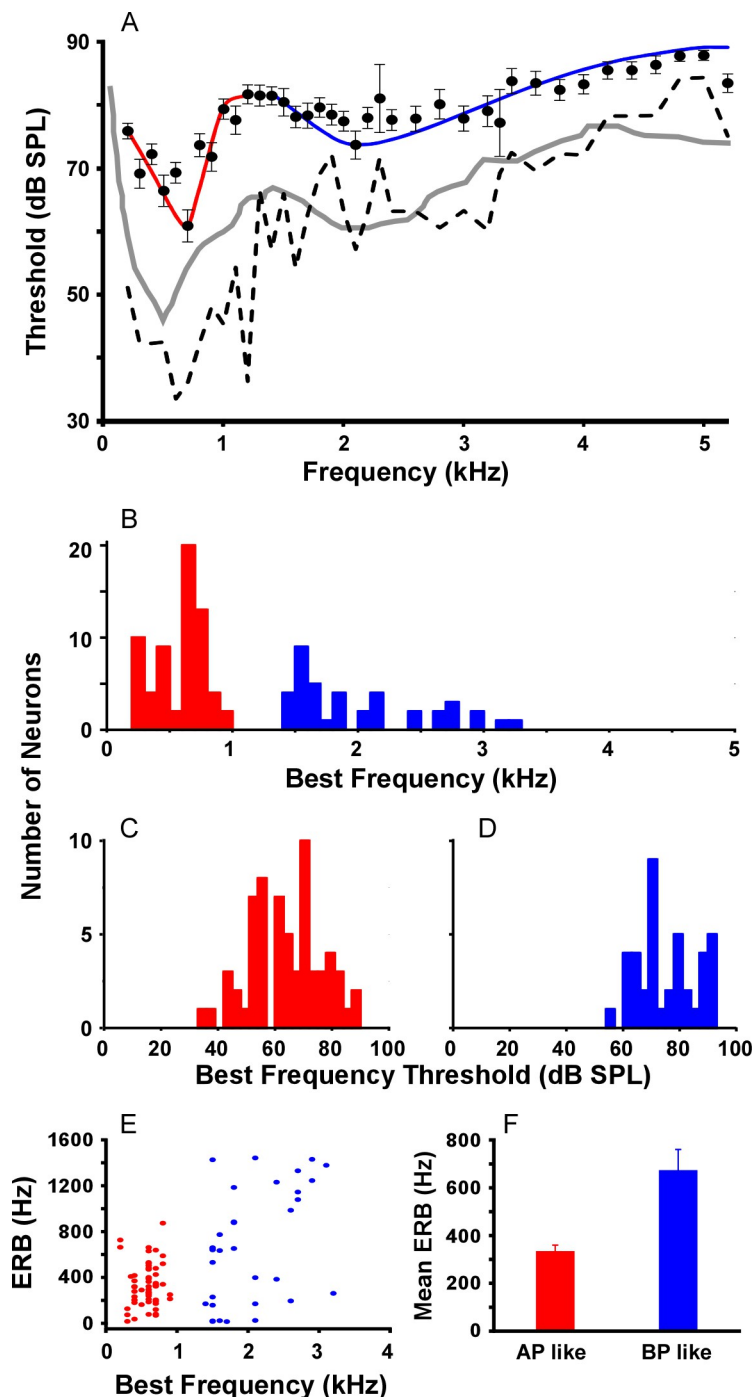 A
90
70
50
30
Threshold (dB SPL)
0 1 2 3 4 5
Frequency (kHz)
B
20
10
0
0 1 2 3 4 5
Best Frequency (kHz)
Number of Neurons
C
10
5
0
0 20 40 60 80 100
D
0 20 40 60 80 100
Best Frequency Threshold (dB SPL)
E
1600
1200
800
400
0
ERB (Hz)
0 1 2 3 4
Best Frequency (kHz)
F
800
600
400
200
0
Mean ERB (Hz)
AP like BP like